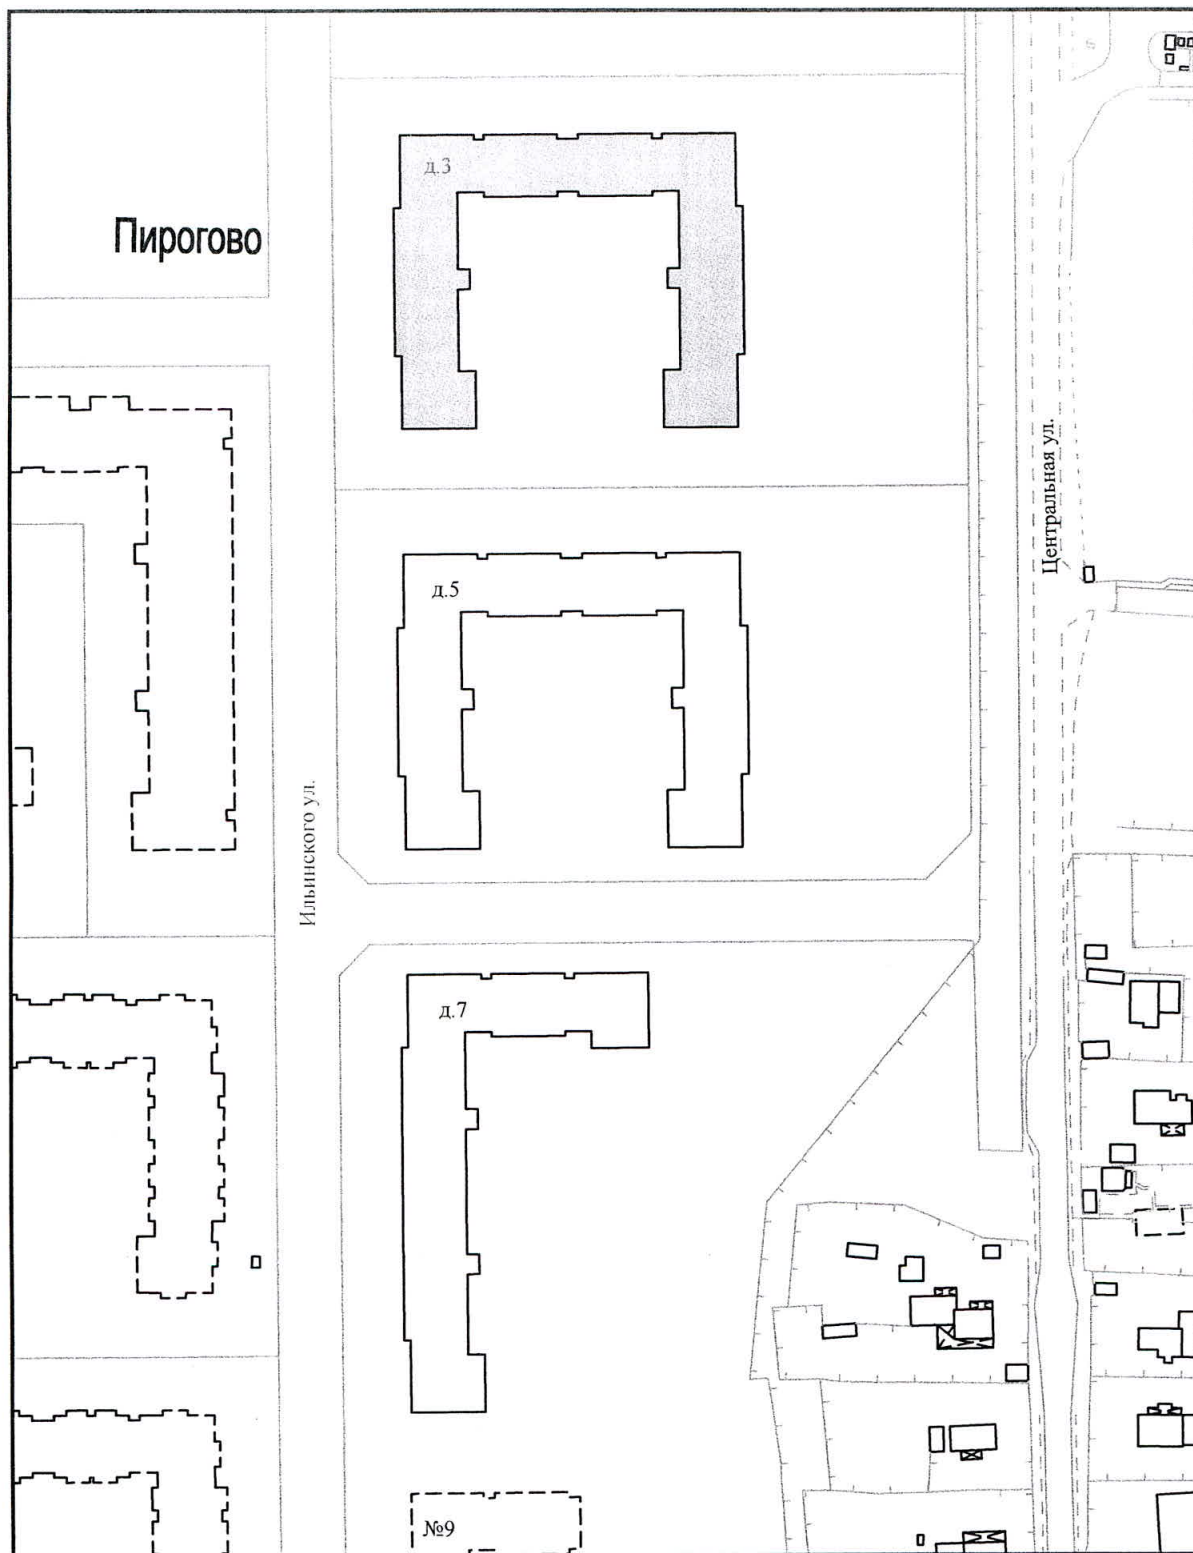 д.3
Пирогово
Центральная ул.
д.5
Ильинского ул.
д.7
№9